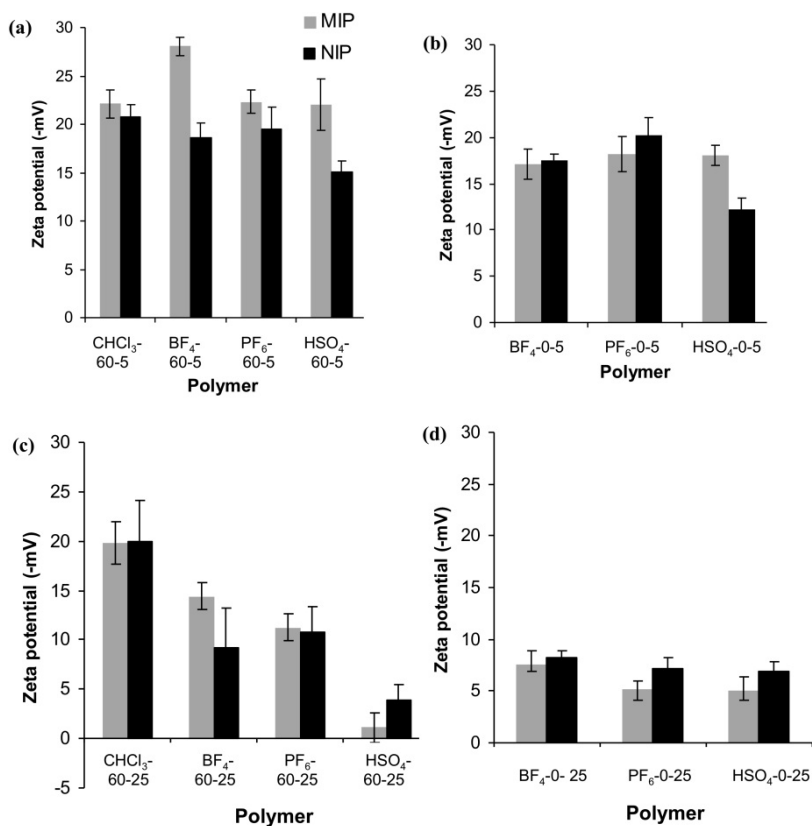 (a)
MIP
NIP
Zeta potential (-mV)
30
25
20
15
10
5
0
CHCl₃-60-5
BF₄-60-5
PF₆-60-5
HSO₄-60-5
Polymer
(b)
Zeta potential (-mV)
30
25
20
15
10
5
0
BF₄-0-5
PF₆-0-5
HSO₄-0-5
Polymer
(c)
Zeta potential (-mV)
30
25
20
15
10
5
0
-5
CHCl₃-60-25
BF₄-60-25
PF₆-60-25
HSO₄-60-25
Polymer
(d)
Zeta potential (-mV)
30
25
20
15
10
5
0
BF₄-0- 25
PF₆-0-25
HSO₄-0-25
Polymer